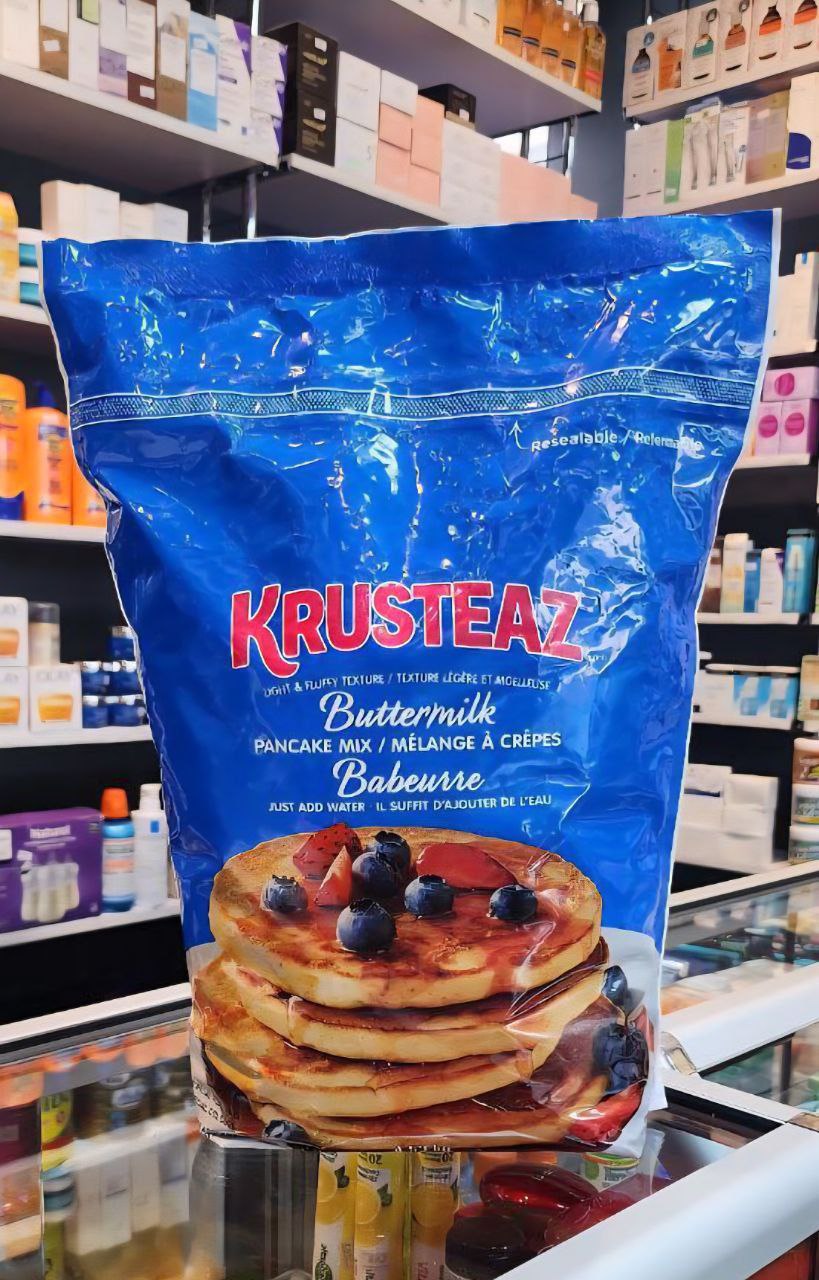 Resealable /
KRUSTEAZ
LIGHT & FLUFFY TEXTURE / TEXTURE LÉGÈRE ET MOELLEUSE
Buttermilk
PANCAKE MIX / MÉLANGE À CRÊPES
Babeurre
JUST ADD WATER · IL SUFFIT D'AJOUTER DE L'EAU